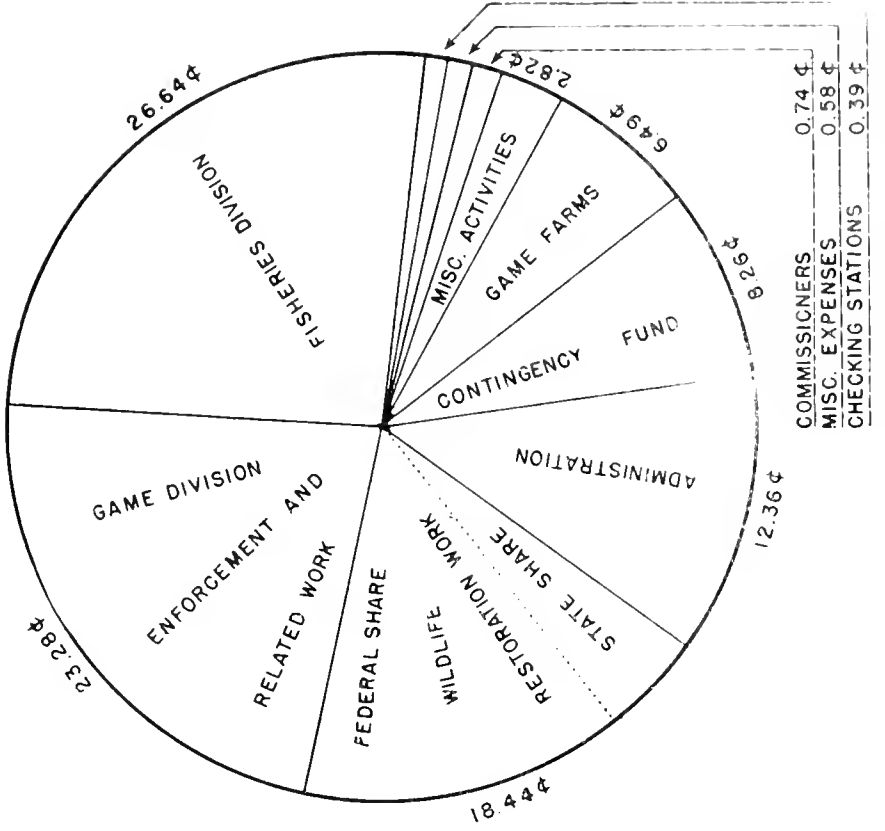 26.64¢
FISHERIES DIVISION
2.82¢
MISC. ACTIVITIES
6.49¢
GAME FARMS
8.26¢
CONTINGENCY FUND
12.36¢
ADMINISTRATION
18.44¢
STATE SHARE
RESTORATION WORK
WILDLIFE
FEDERAL SHARE
23.28¢
GAME DIVISION
ENFORCEMENT AND
RELATED WORK
COMMISSIONERS 0.74 ¢
MISC. EXPENSES 0.58 ¢
CHECKING STATIONS 0.39 ¢